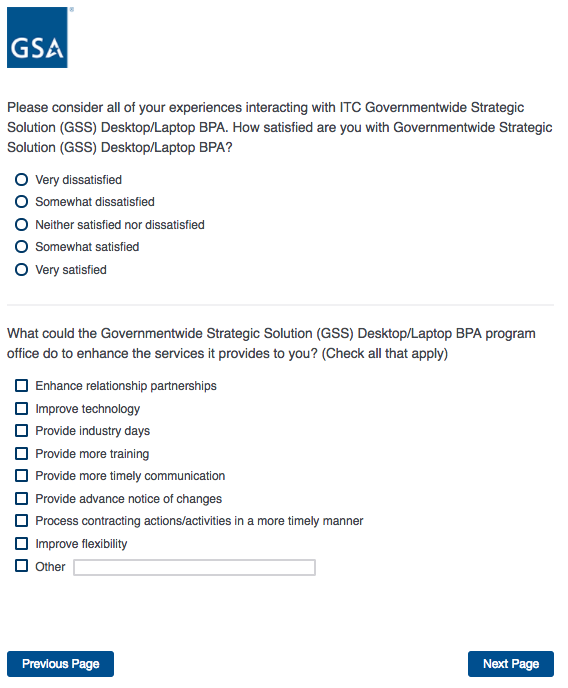 GSA
Please consider all of your experiences interacting with ITC Governmentwide Strategic
Solution (GSS) Desktop/Laptop BPA. How satisfied are you with Governmentwide Strategic
Solution (GSS) Desktop/Laptop BPA?
Very dissatisfied
Somewhat dissatisfied
Neither satisfied nor dissatisfied
Somewhat satisfied
Very satisfied
What could the Governmentwide Strategic Solution (GSS) Desktop/Laptop BPA program
office do to enhance the services it provides to you? (Check all that apply)
Enhance relationship partnerships
Improve technology
Provide industry days
Provide more training
Provide more timely communication
Provide advance notice of changes
Process contracting actions/activities in a more timely manner
Improve flexibility
Other
Previous Page
Next Page